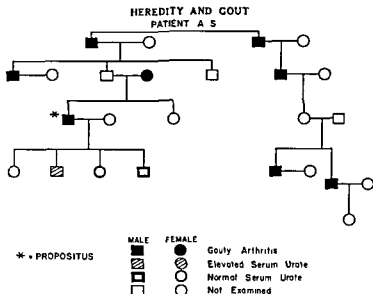 HEREDITY AND GOUT
PATIENT A S
*
* = PROPOSITUS
MALE FEMALE
Gouty Arthritis
Elevated Serum Urate
Normal Serum Urate
Not Examined